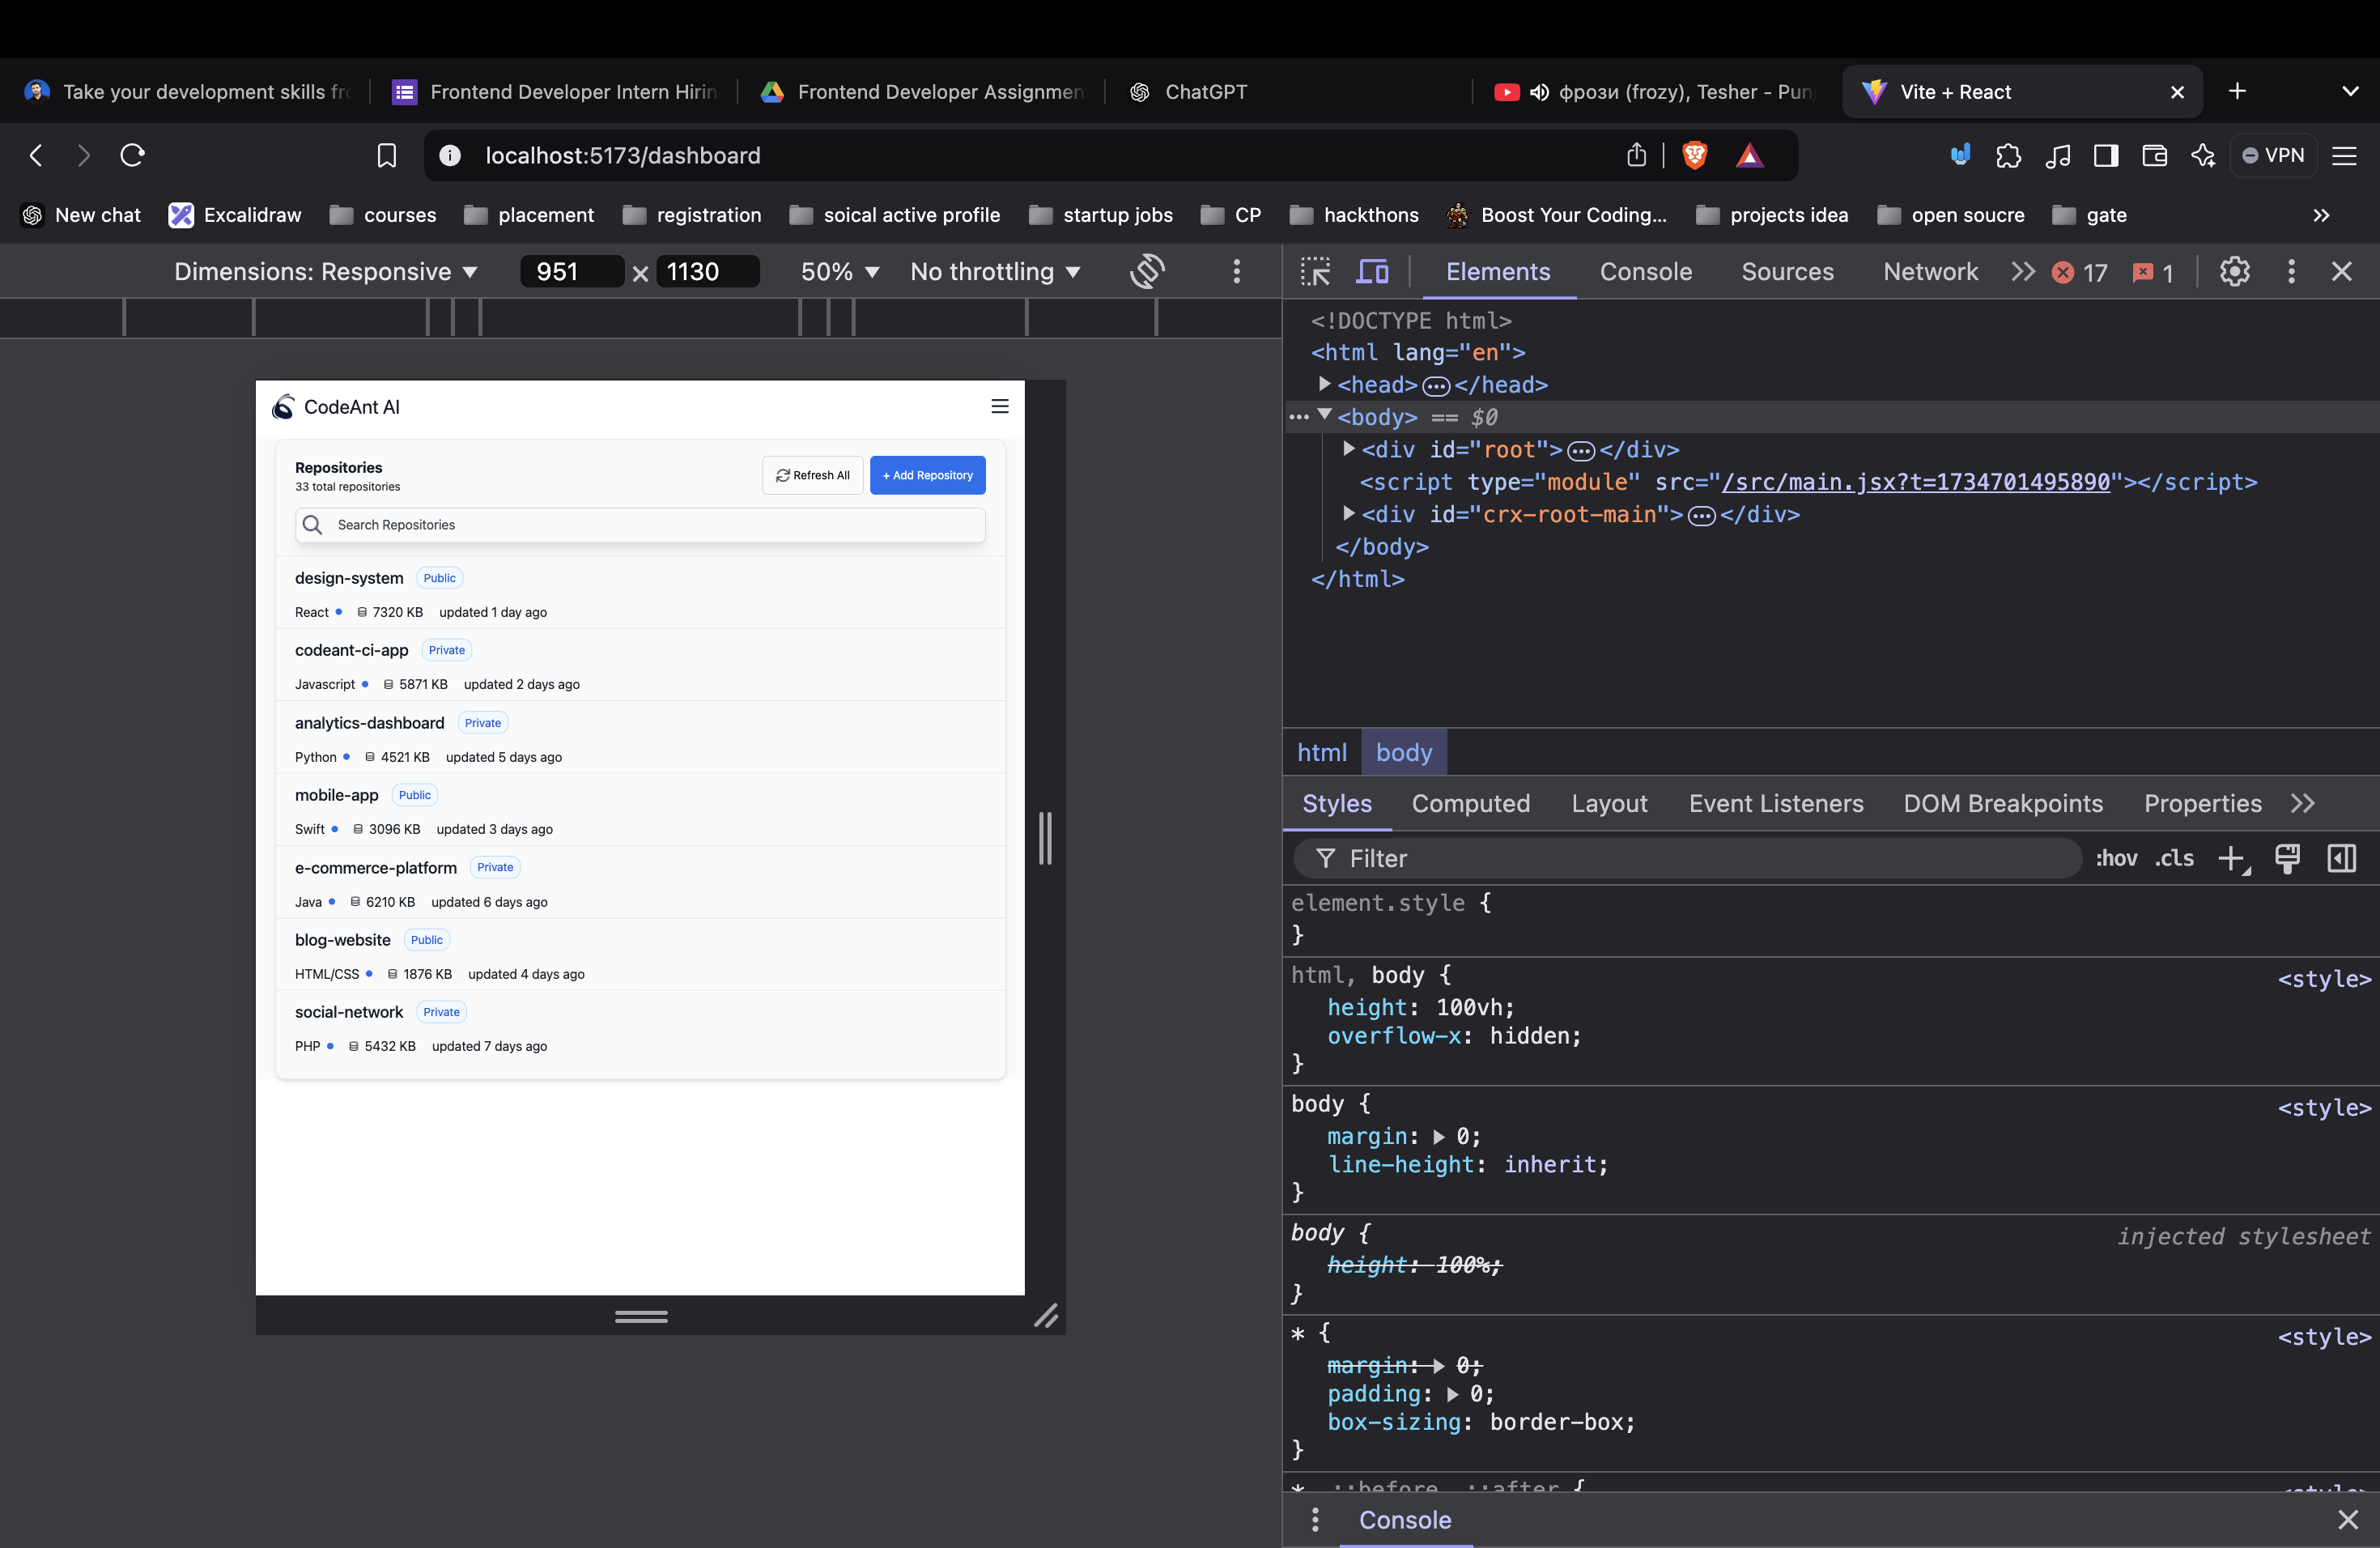 Take your development skills fr
Frontend Developer Intern Hirin
Frontend Developer Assignmen
ChatGPT
фрози (frozy), Tesher - Pun
Vite + React
localhost:5173/dashboard
VPN
New chat
Excalidraw
courses
placement
registration
soical active profile
startup jobs
CP
hackthons
Boost Your Coding...
projects idea
open soucre
gate
Dimensions: Responsive
951 × 1130
50%
No throttling
Elements
Console
Sources
Network
17
1
CodeAnt AI
Repositories
33 total repositories
Refresh All
+ Add Repository
Search Repositories
design-system Public
React 7320 KB updated 1 day ago
codeant-ci-app Private
Javascript 5871 KB updated 2 days ago
analytics-dashboard Private
Python 4521 KB updated 5 days ago
mobile-app Public
Swift 3096 KB updated 3 days ago
e-commerce-platform Private
Java 6210 KB updated 6 days ago
blog-website Public
HTML/CSS 1876 KB updated 4 days ago
social-network Private
PHP 5432 KB updated 7 days ago
<!DOCTYPE html>
<html lang="en">
<head>…</head>
<body> == $0
<div id="root">…</div>
<script type="module" src="/src/main.jsx?t=1734701495890"></script>
<div id="crx-root-main">…</div>
</body>
</html>
html body
Styles
Computed
Layout
Event Listeners
DOM Breakpoints
Properties
Filter
:hov .cls
element.style {
}
html, body { <style>
height: 100vh;
overflow-x: hidden;
}
body { <style>
margin: 0;
line-height: inherit;
}
body { injected stylesheet
height: 100%;
}
* { <style>
margin: 0;
padding: 0;
box-sizing: border-box;
}
*, ::before, ::after { <style>
Console